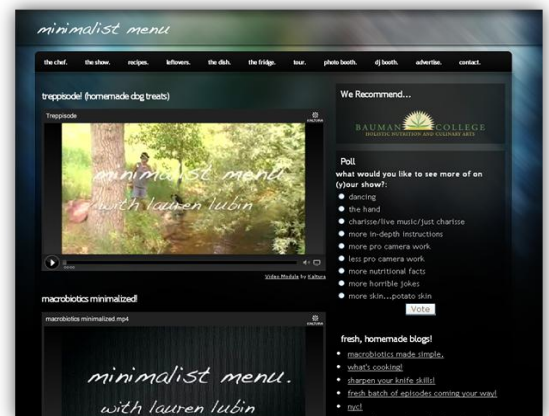 minimalist menu
the chef. the show. recipes. leftovers. the dish. the fridge. tour. photo booth. dj booth. advertise. contact.
treppisode! (homemade dog treats)
Treppisode
minimalist menu.
with lauren lubin
00:00
Video Module by Kaltura
macrobiotics minimalized!
macrobiotics minimalized.mp4
minimalist menu.
with lauren lubin
We Recommend...
BAUMAN COLLEGE
HOLISTIC NUTRITION AND CULINARY ARTS
Poll
what would you like to see more of on
(y)our show?:
dancing
the hand
charisse/live music/just charisse
more in-depth instructions
more pro camera work
less pro camera work
more nutritional facts
more horrible jokes
more skin...potato skin
Vote
fresh, homemade blogs!
macrobiotics made simple.
what's cooking!
sharpen your knife skills!
fresh batch of episodes coming your way!
nyc!